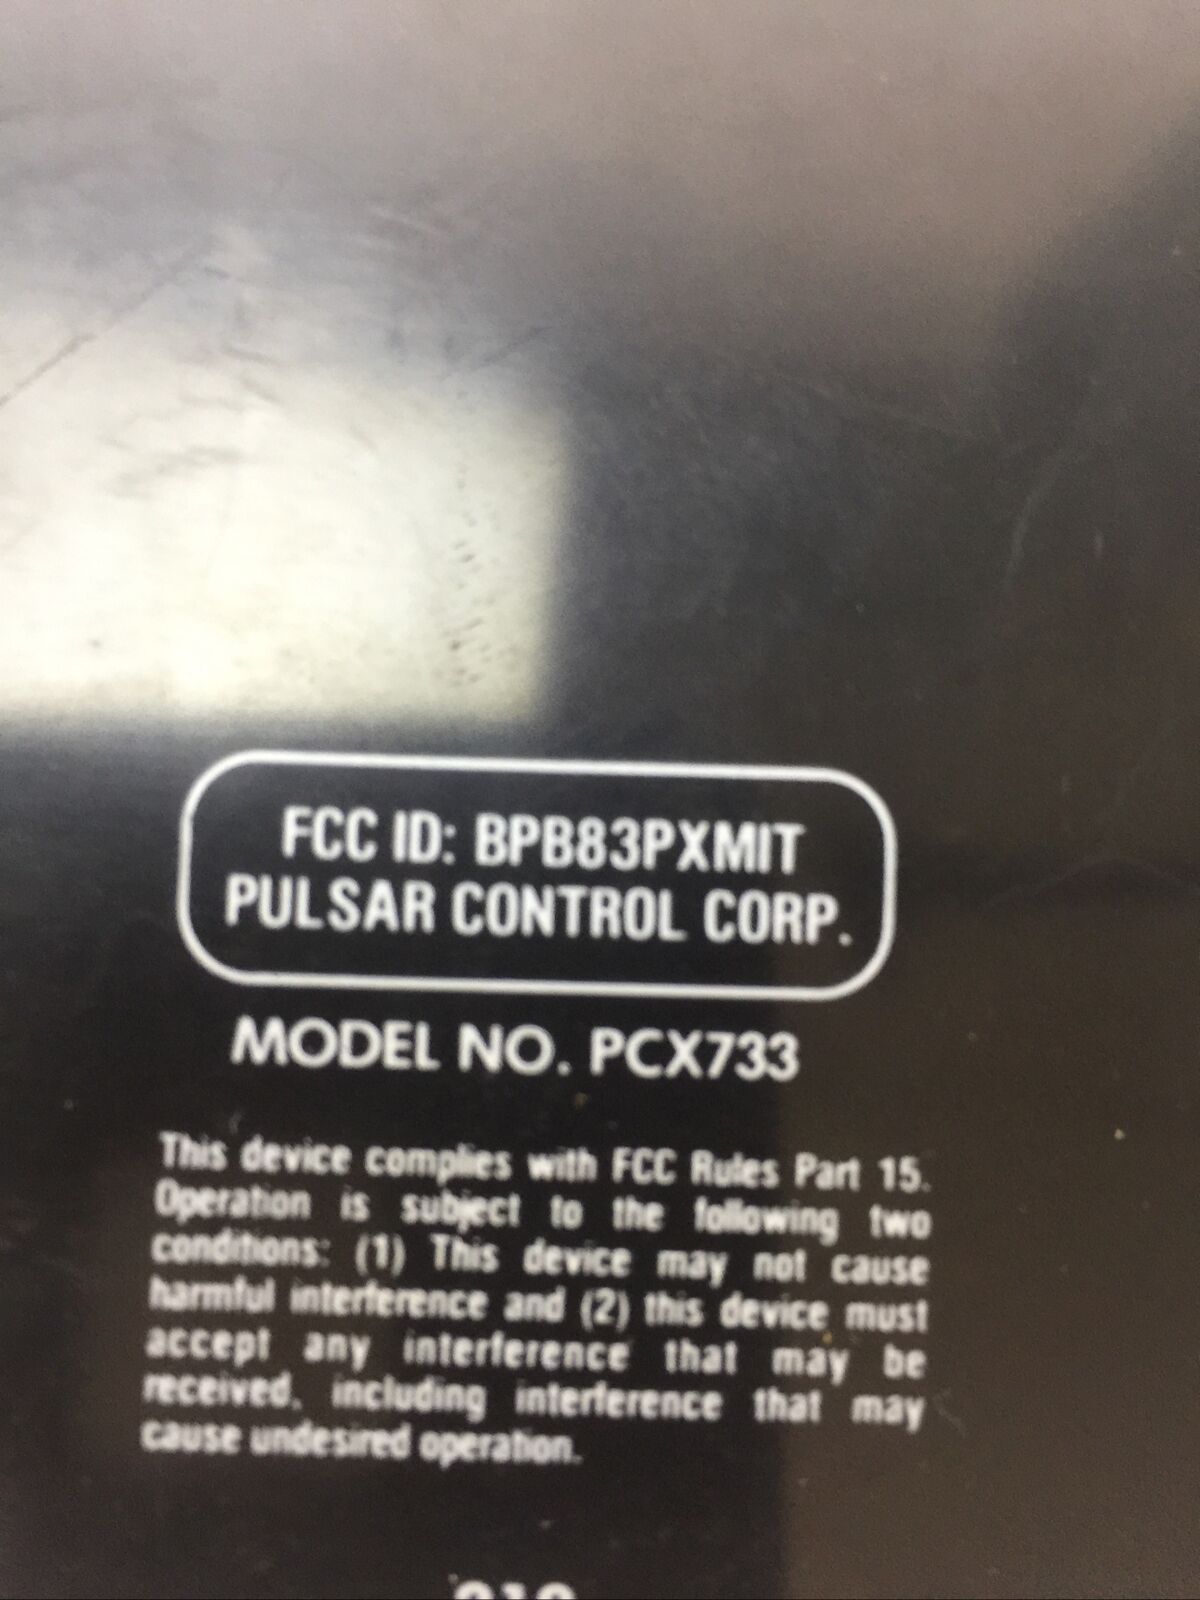 FCC ID: BPB83PXMIT
PULSAR CONTROL CORP.
MODEL NO. PCX733
This device complies with FCC Rules Part 15.
Operation is subject to the following two
conditions: (1) This device may not cause
harmful interference and (2) this device must
accept any interference that may be
received, including interference that may
cause undesired operation.